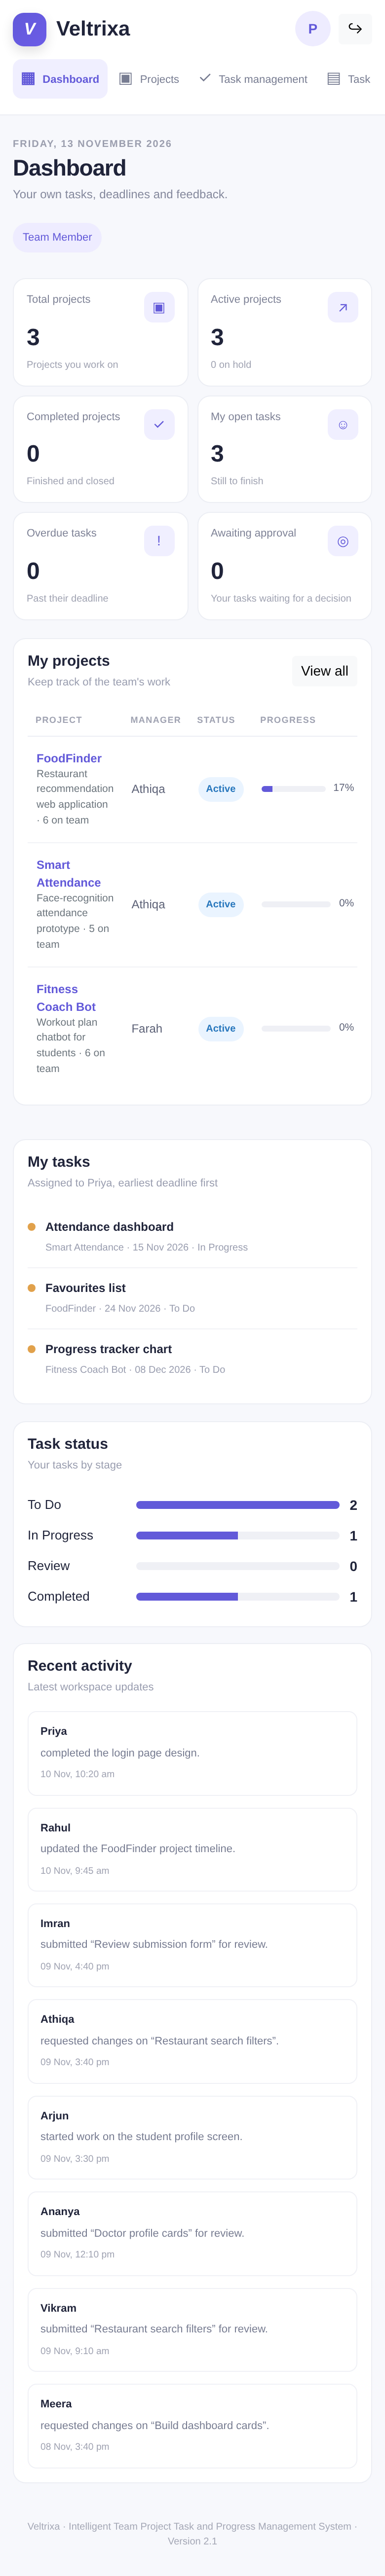 V Veltrixa P
Dashboard Projects Task management Task
FRIDAY, 13 NOVEMBER 2026
Dashboard
Your own tasks, deadlines and feedback.
Team Member
Total projects
3
Projects you work on
Active projects
3
0 on hold
Completed projects
0
Finished and closed
My open tasks
3
Still to finish
Overdue tasks
!
0
Past their deadline
Awaiting approval
0
Your tasks waiting for a decision
My projects
Keep track of the team's work
View all
PROJECT MANAGER STATUS PROGRESS
FoodFinder
Restaurant
recommendation
web application
· 6 on team
Athiqa
Active
17%
Smart
Attendance
Face-recognition
attendance
prototype · 5 on
team
Athiqa
Active
0%
Fitness
Coach Bot
Workout plan
chatbot for
students · 6 on
team
Farah
Active
0%
My tasks
Assigned to Priya, earliest deadline first
Attendance dashboard
Smart Attendance · 15 Nov 2026 · In Progress
Favourites list
FoodFinder · 24 Nov 2026 · To Do
Progress tracker chart
Fitness Coach Bot · 08 Dec 2026 · To Do
Task status
Your tasks by stage
To Do 2
In Progress 1
Review 0
Completed 1
Recent activity
Latest workspace updates
Priya
completed the login page design.
10 Nov, 10:20 am
Rahul
updated the FoodFinder project timeline.
10 Nov, 9:45 am
Imran
submitted “Review submission form” for review.
09 Nov, 4:40 pm
Athiqa
requested changes on “Restaurant search filters”.
09 Nov, 3:40 pm
Arjun
started work on the student profile screen.
09 Nov, 3:30 pm
Ananya
submitted “Doctor profile cards” for review.
09 Nov, 12:10 pm
Vikram
submitted “Restaurant search filters” for review.
09 Nov, 9:10 am
Meera
requested changes on “Build dashboard cards”.
08 Nov, 3:40 pm
Veltrixa · Intelligent Team Project Task and Progress Management System ·
Version 2.1